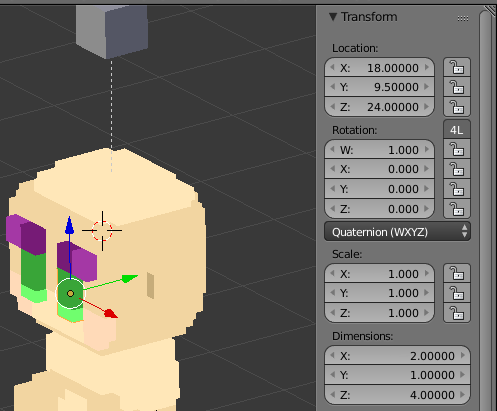 Transform
Location:
X: 18.00000
Y: 9.50000
Z: 24.00000
Rotation: 4L
W: 1.000
X: 0.000
Y: 0.000
Z: 0.000
Quaternion (WXYZ)
Scale:
X: 1.000
Y: 1.000
Z: 1.000
Dimensions:
X: 2.00000
Y: 1.00000
Z: 4.00000